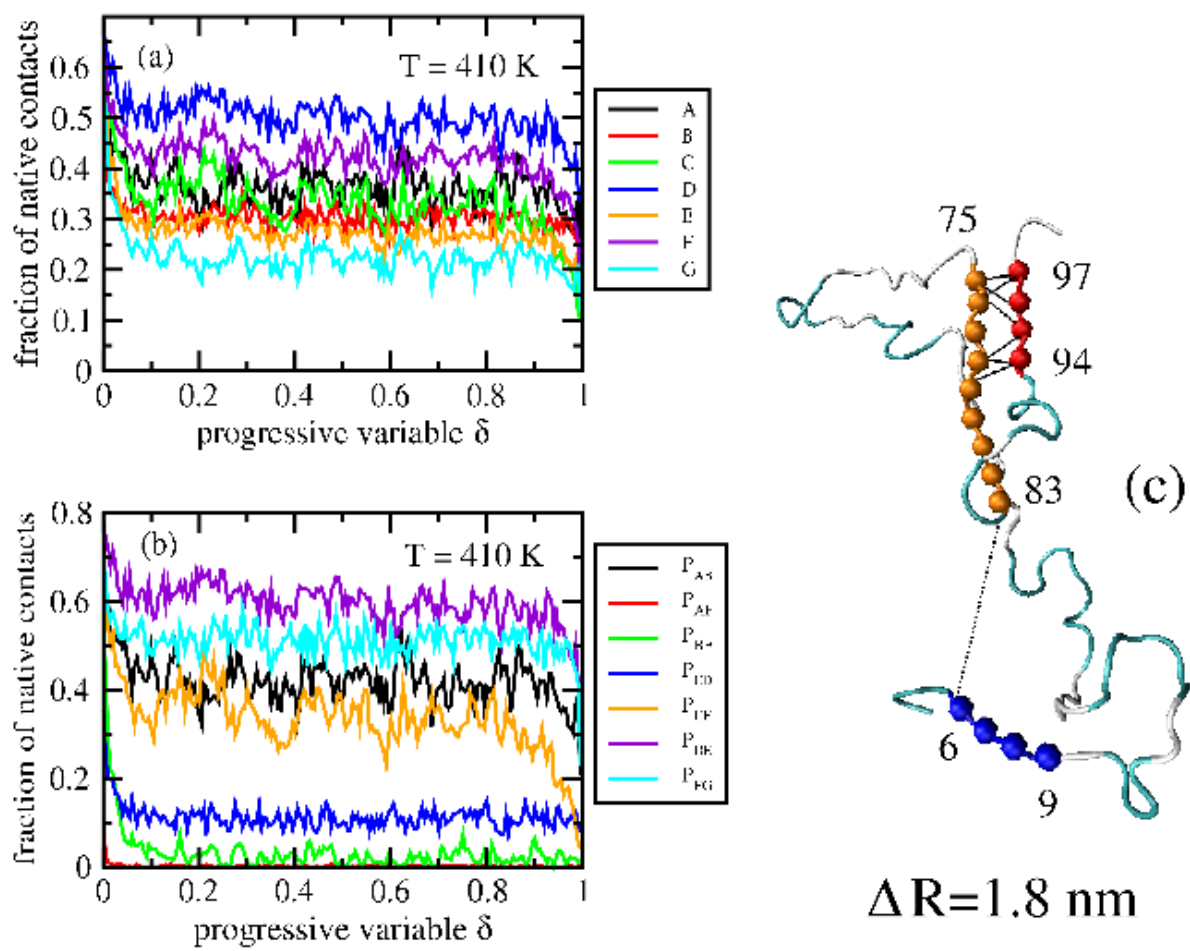 (a)
T = 410 K
fraction of native contacts
0.6
0.5
0.4
0.3
0.2
0.1
0
0
0.2
0.4
0.6
0.8
1
progressive variable δ
A
B
C
D
E
F
G
(b)
T = 410 K
fraction of native contacts
0.8
0.6
0.4
0.2
0
0
0.2
0.4
0.6
0.8
1
progressive variable δ
P_DE
P_FG
75
97
94
83
(c)
6
9
Δ R=1.8 nm